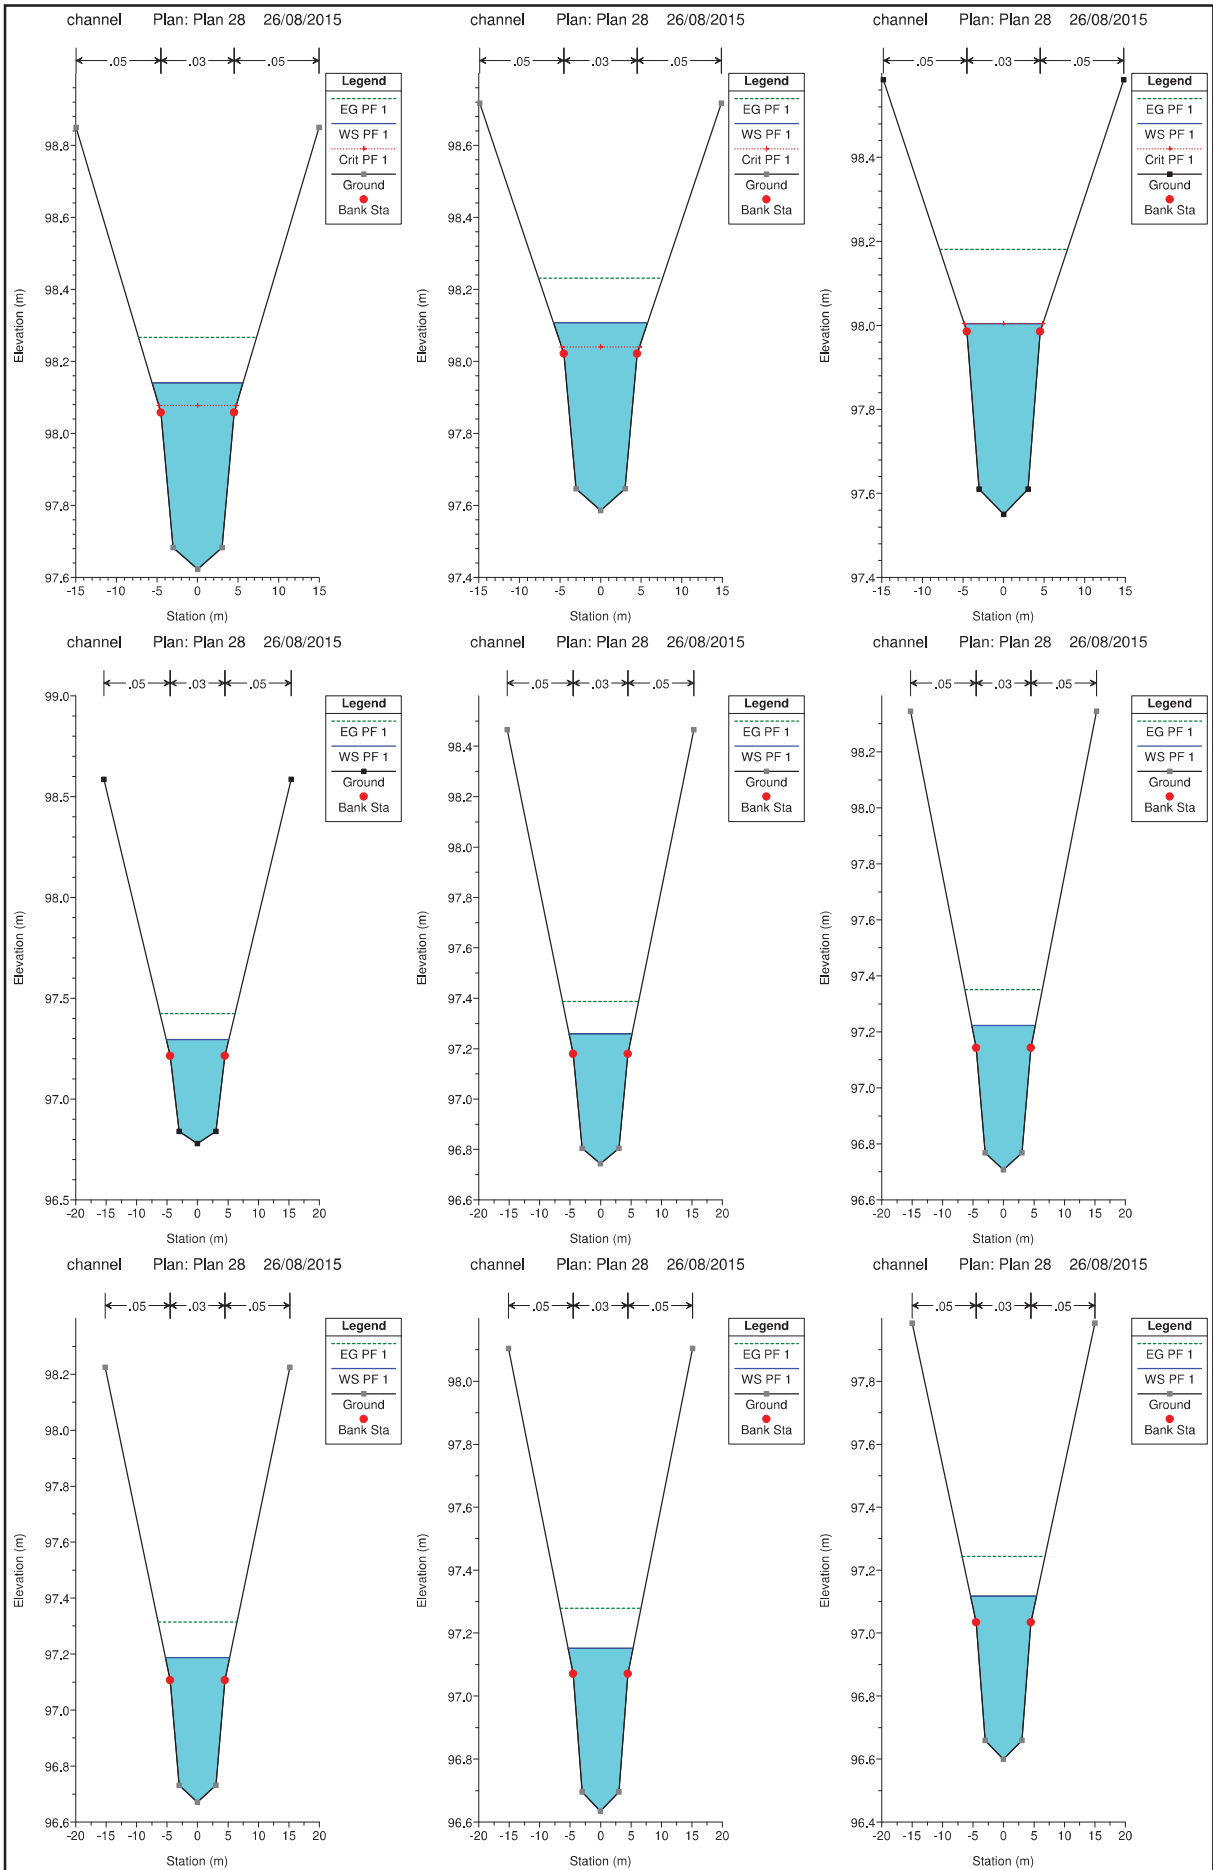 channel Plan: Plan 28 26/08/2015
.05 .03 .05
Legend
EG PF 1
WS PF 1
Crit PF 1
Ground
Bank Sta
98.8
98.6
98.4
98.2
98.0
97.8
97.6
Elevation (m)
-15 -10 -5 0 5 10 15
Station (m)
channel Plan: Plan 28 26/08/2015
.05 .03 .05
Legend
EG PF 1
WS PF 1
Crit PF 1
Ground
Bank Sta
98.6
98.4
98.2
98.0
97.8
97.6
97.4
Elevation (m)
-15 -10 -5 0 5 10 15
Station (m)
channel Plan: Plan 28 26/08/2015
.05 .03 .05
Legend
EG PF 1
WS PF 1
Crit PF 1
Ground
Bank Sta
98.4
98.2
98.0
97.8
97.6
97.4
Elevation (m)
-15 -10 -5 0 5 10 15
Station (m)
channel Plan: Plan 28 26/08/2015
.05 .03 .05
Legend
EG PF 1
WS PF 1
Ground
Bank Sta
99.0
98.5
98.0
97.5
97.0
96.5
Elevation (m)
-20 -15 -10 -5 0 5 10 15 20
Station (m)
channel Plan: Plan 28 26/08/2015
.05 .03 .05
Legend
EG PF 1
WS PF 1
Ground
Bank Sta
98.4
98.2
98.0
97.8
97.6
97.4
97.2
97.0
96.8
96.6
Elevation (m)
-20 -15 -10 -5 0 5 10 15 20
Station (m)
channel Plan: Plan 28 26/08/2015
.05 .03 .05
Legend
EG PF 1
WS PF 1
Ground
Bank Sta
98.2
98.0
97.8
97.6
97.4
97.2
97.0
96.8
96.6
Elevation (m)
-20 -15 -10 -5 0 5 10 15 20
Station (m)
channel Plan: Plan 28 26/08/2015
.05 .03 .05
Legend
EG PF 1
WS PF 1
Ground
Bank Sta
98.2
98.0
97.8
97.6
97.4
97.2
97.0
96.8
96.6
Elevation (m)
-20 -15 -10 -5 0 5 10 15 20
Station (m)
channel Plan: Plan 28 26/08/2015
.05 .03 .05
Legend
EG PF 1
WS PF 1
Ground
Bank Sta
98.0
97.8
97.6
97.4
97.2
97.0
96.8
96.6
Elevation (m)
-20 -15 -10 -5 0 5 10 15 20
Station (m)
channel Plan: Plan 28 26/08/2015
.05 .03 .05
Legend
EG PF 1
WS PF 1
Ground
Bank Sta
97.8
97.6
97.4
97.2
97.0
96.8
96.6
96.4
Elevation (m)
-20 -15 -10 -5 0 5 10 15 20
Station (m)